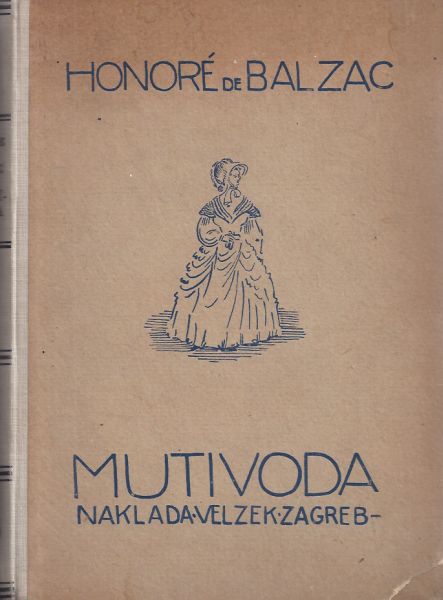 HONORÉ DE BALZAC
MUTIVODA
NAKLADA·VELZEK·ZAGREB-